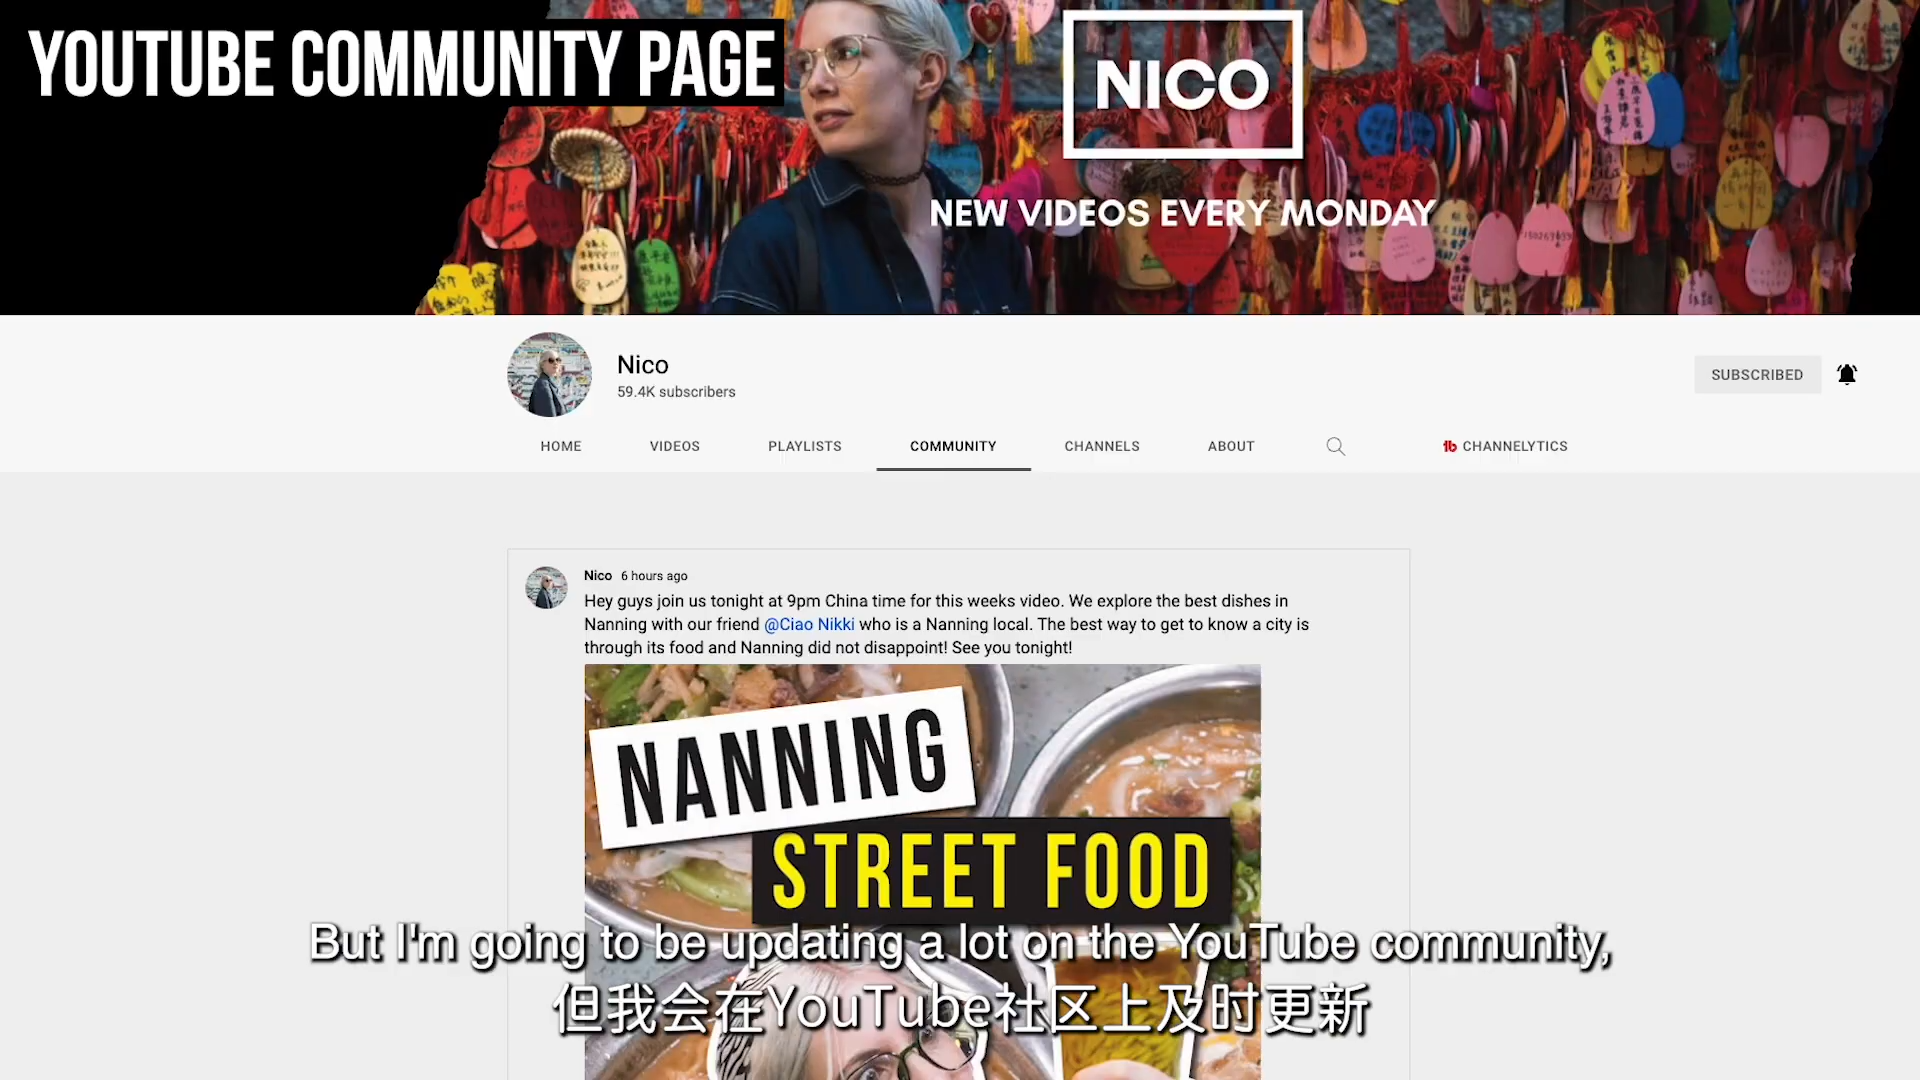 YOUTUBE COMMUNITY PAGE
NICO
NEW VIDEOS EVERY MONDAY
Nico
59.4K subscribers
SUBSCRIBED
HOME VIDEOS PLAYLISTS COMMUNITY CHANNELS ABOUT CHANNELYTICS
Nico 6 hours ago
Hey guys join us tonight at 9pm China time for this weeks video. We explore the best dishes in
Nanning with our friend @Ciao Nikki who is a Nanning local. The best way to get to know a city is
through its food and Nanning did not disappoint! See you tonight!
NANNING
STREET FOOD
But I'm going to be updating a lot on the YouTube community,
但我会在YouTube社区上及时更新